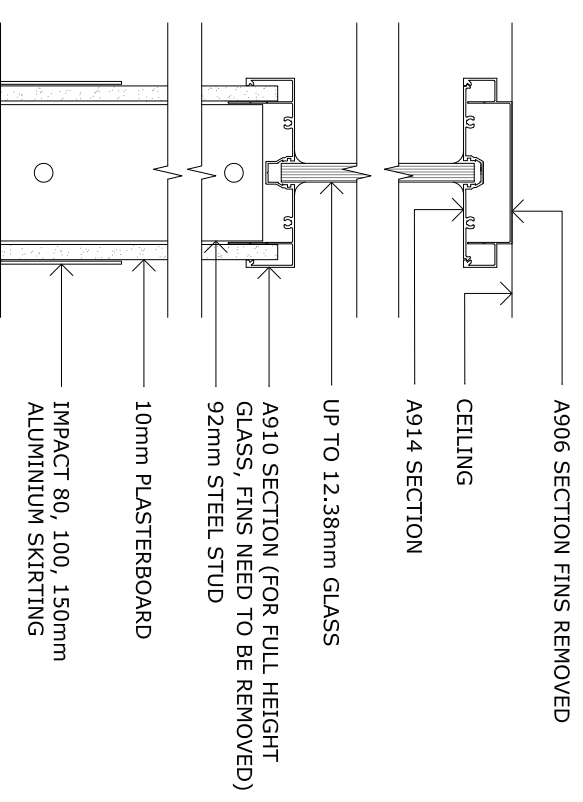 A906 SECTION FINS REMOVED
CEILING
A914 SECTION
UP TO 12.38mm GLASS
A910 SECTION (FOR FULL HEIGHT
GLASS, FINS NEED TO BE REMOVED)
92mm STEEL STUD
10mm PLASTERBOARD
IMPACT 80, 100, 150mm
ALUMINIUM SKIRTING